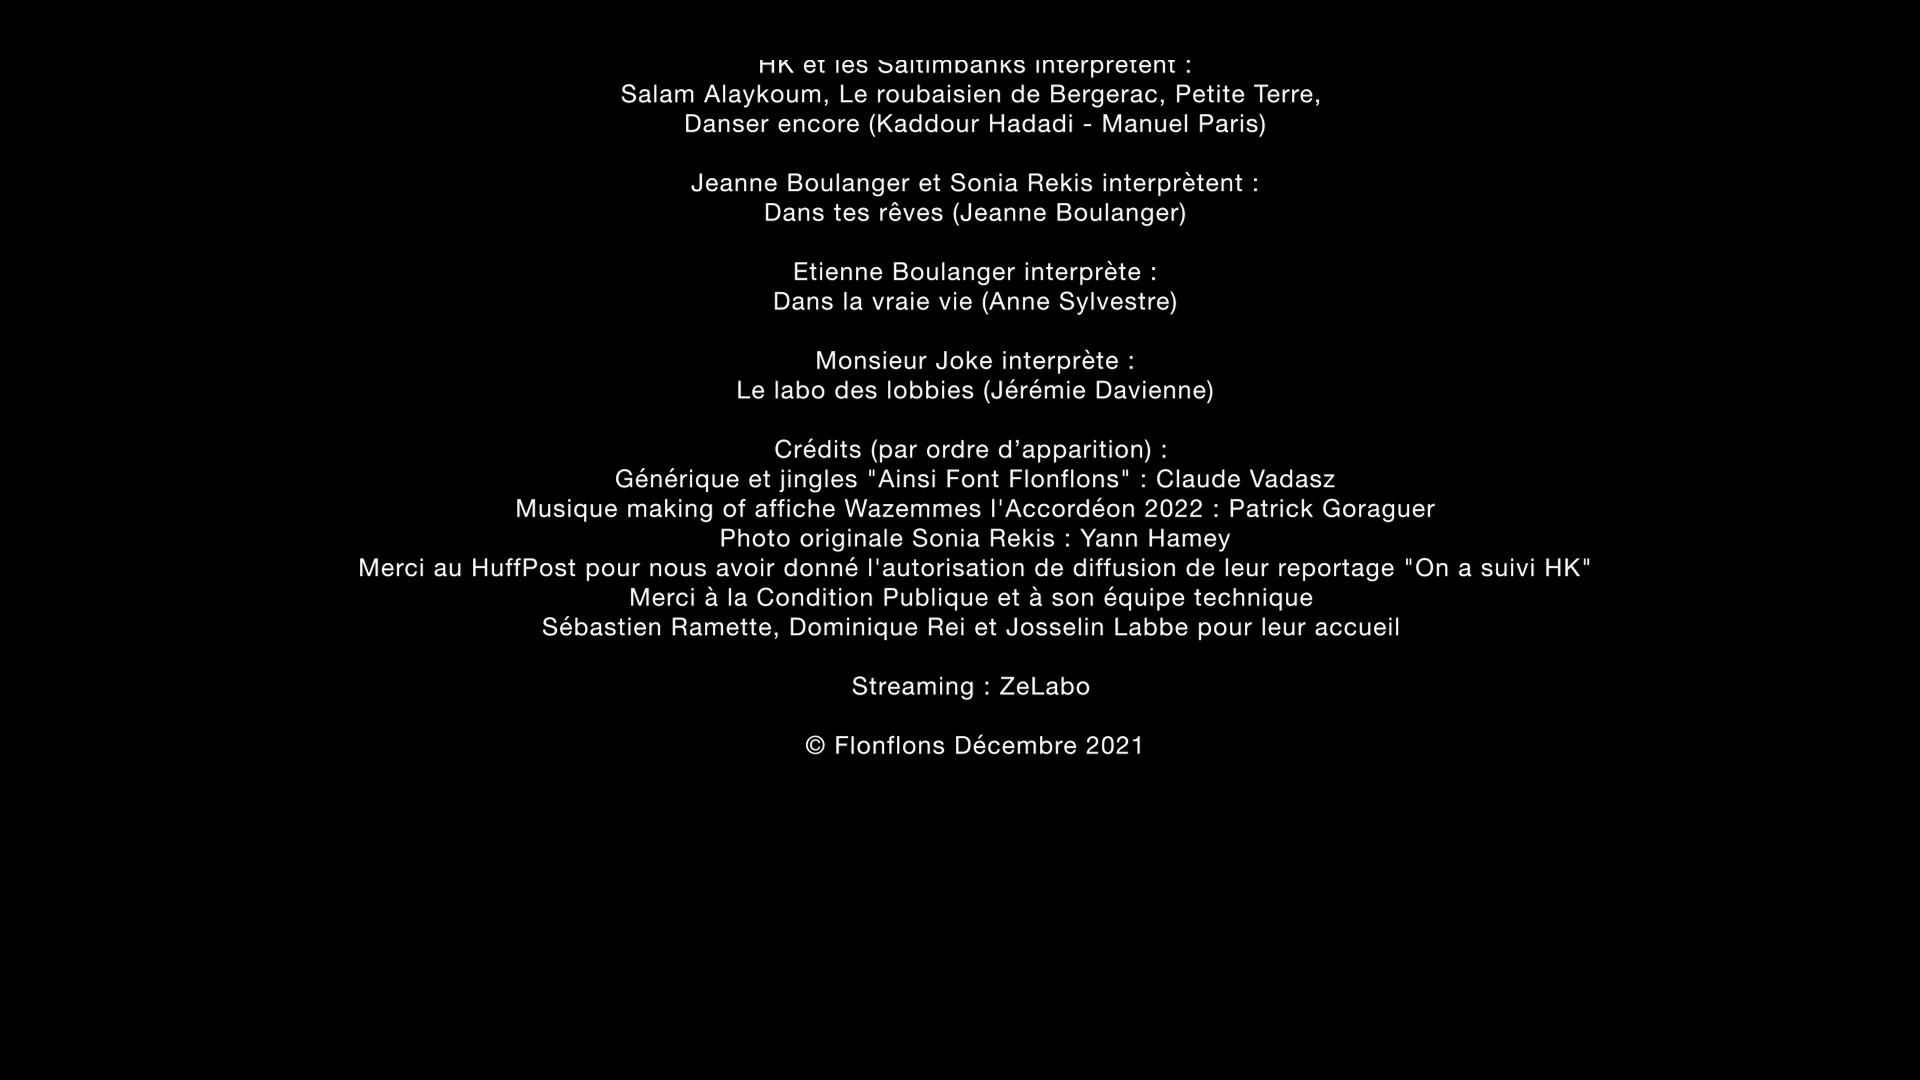 HK et les Saltimbanks interprètent :
Salam Alaykoum, Le roubaisien de Bergerac, Petite Terre,
Danser encore (Kaddour Hadadi - Manuel Paris)
Jeanne Boulanger et Sonia Rekis interprètent :
Dans tes rêves (Jeanne Boulanger)
Etienne Boulanger interprète :
Dans la vraie vie (Anne Sylvestre)
Monsieur Joke interprète :
Le labo des lobbies (Jérémie Davienne)
Crédits (par ordre d’apparition) :
Générique et jingles "Ainsi Font Flonflons" : Claude Vadasz
Musique making of affiche Wazemmes l'Accordéon 2022 : Patrick Goraguer
Photo originale Sonia Rekis : Yann Hamey
Merci au HuffPost pour nous avoir donné l'autorisation de diffusion de leur reportage "On a suivi HK"
Merci à la Condition Publique et à son équipe technique
Sébastien Ramette, Dominique Rei et Josselin Labbe pour leur accueil
Streaming : ZeLabo
© Flonflons Décembre 2021